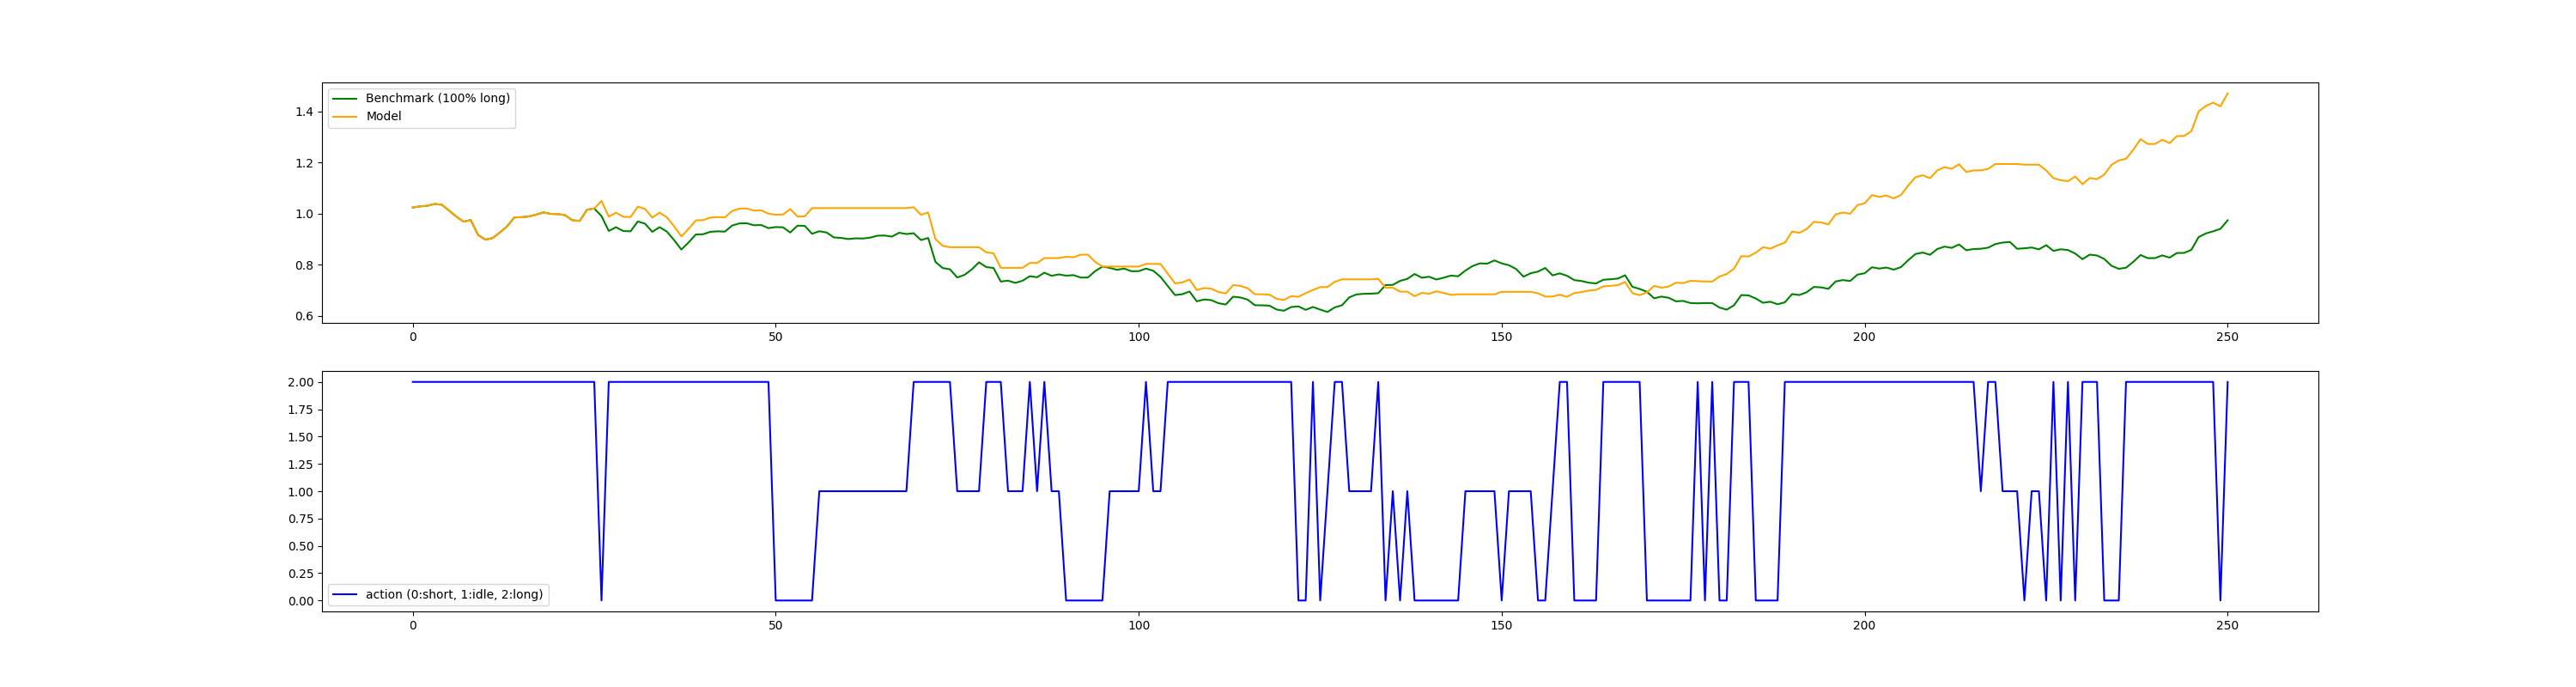 Benchmark (100% long)
Model
1.4
1.2
1.0
0.8
0.6
0 50 100 150 200 250
2.00
1.75
1.50
1.25
1.00
0.75
0.50
0.25
0.00
action (0:short, 1:idle, 2:long)
0 50 100 150 200 250